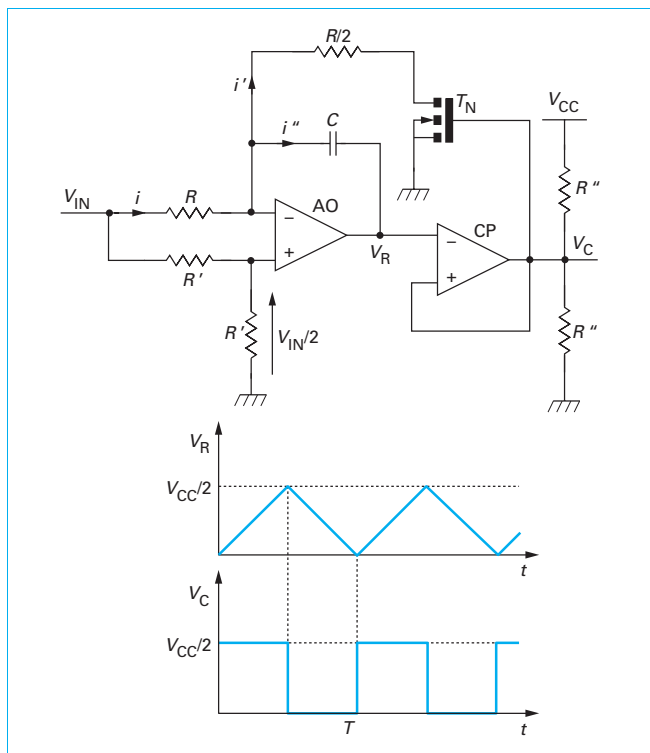 R/2
i'
T_N
V_CC
i"
C
R"
V_IN
i
R
−
AO
CP
V_C
+
V_R
−
+
R'
R'
V_IN/2
R"
V_R
V_CC/2
t
V_C
V_CC/2
T
t